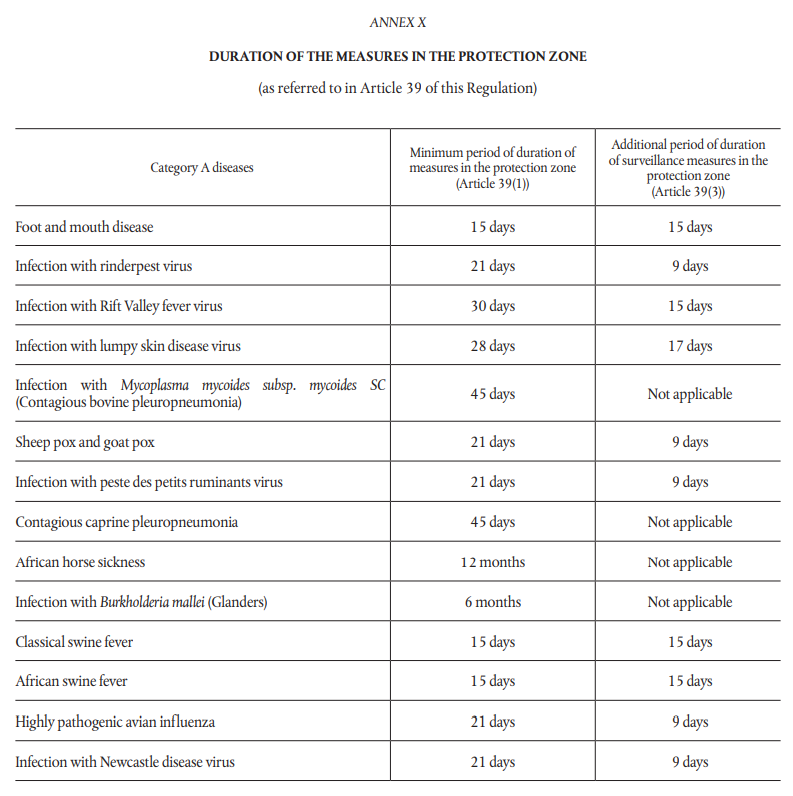 ANNEX X
DURATION OF THE MEASURES IN THE PROTECTION ZONE
(as referred to in Article 39 of this Regulation)
Category A diseases
Minimum period of duration of
measures in the protection zone
(Article 39(1))
Additional period of duration
of surveillance measures in the
protection zone
(Article 39(3))
Foot and mouth disease 15 days 15 days
Infection with rinderpest virus 21 days 9 days
Infection with Rift Valley fever virus 30 days 15 days
Infection with lumpy skin disease virus 28 days 17 days
Infection with Mycoplasma mycoides subsp. mycoides SC
(Contagious bovine pleuropneumonia) 45 days Not applicable
Sheep pox and goat pox 21 days 9 days
Infection with peste des petits ruminants virus 21 days 9 days
Contagious caprine pleuropneumonia 45 days Not applicable
African horse sickness 12 months Not applicable
Infection with Burkholderia mallei (Glanders) 6 months Not applicable
Classical swine fever 15 days 15 days
African swine fever 15 days 15 days
Highly pathogenic avian influenza 21 days 9 days
Infection with Newcastle disease virus 21 days 9 days